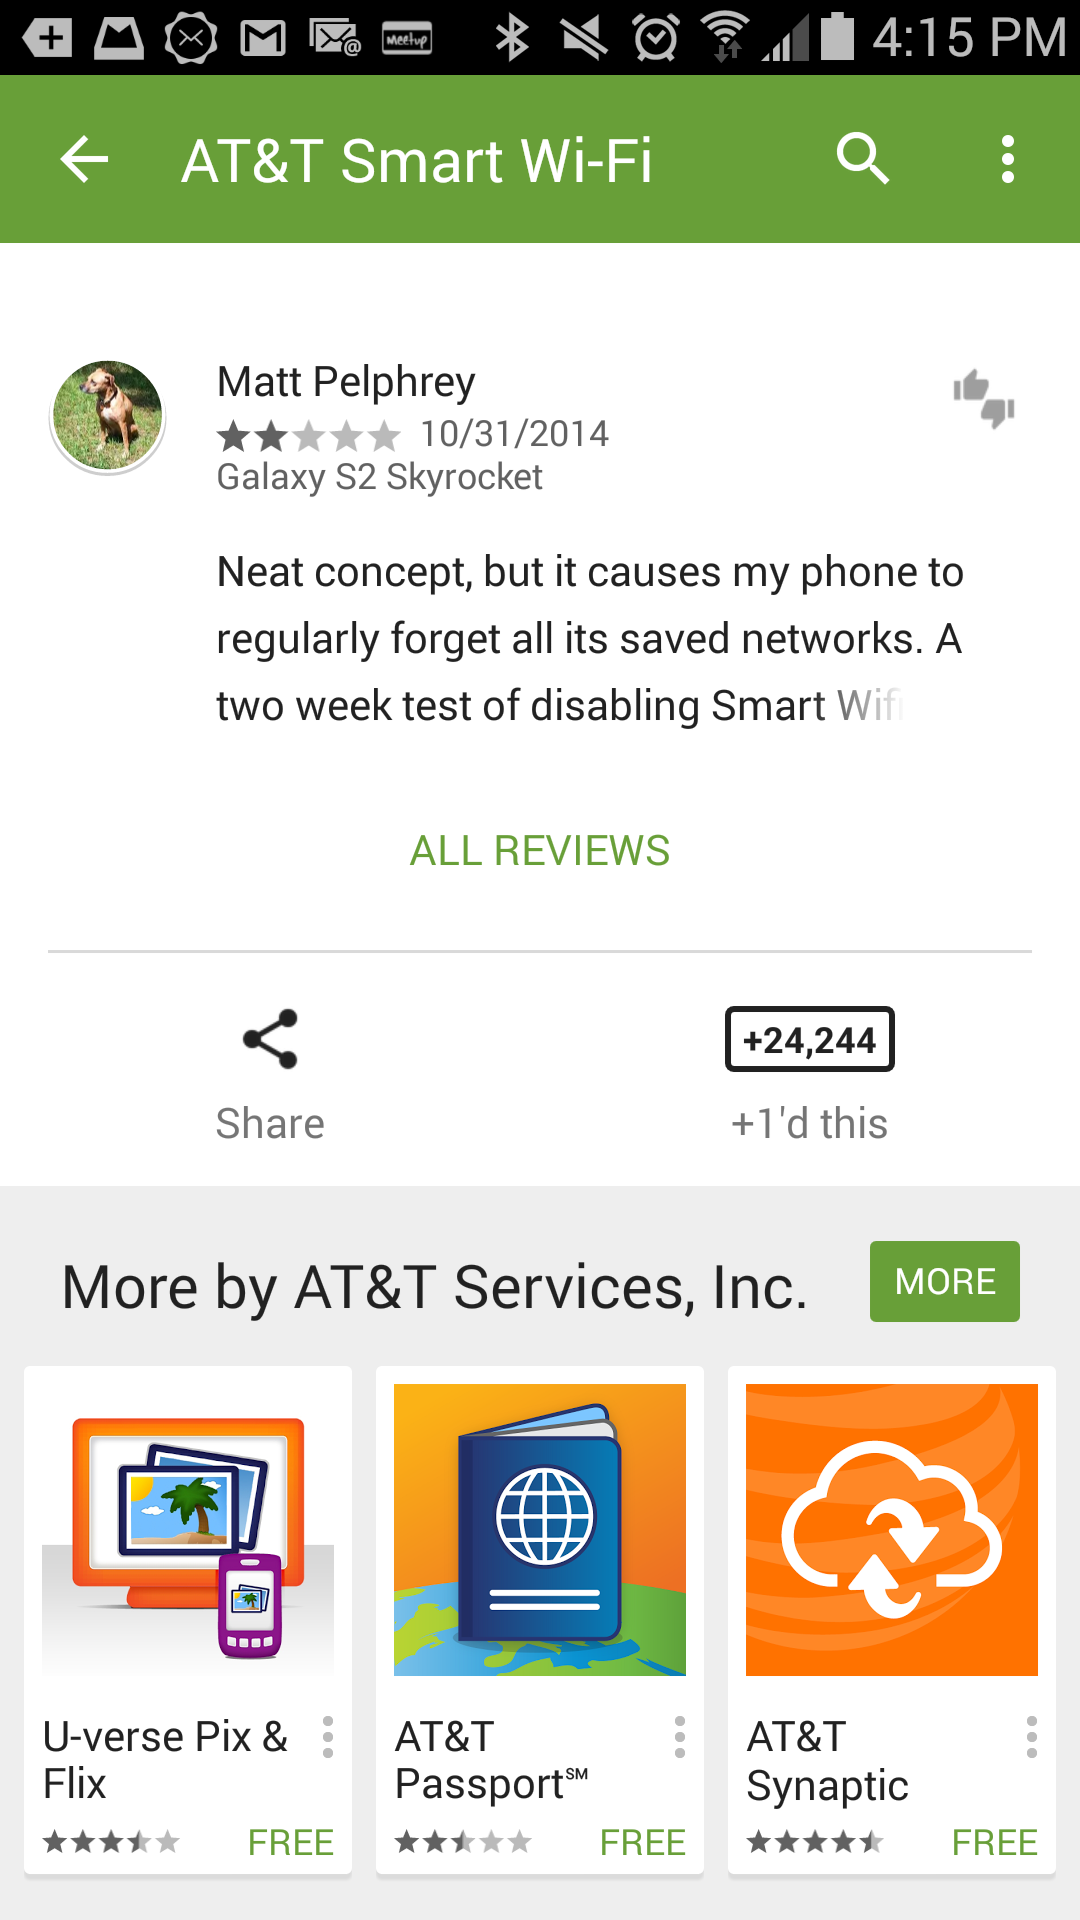 meetup 4:15 PM
AT&T Smart Wi-Fi
Matt Pelphrey
10/31/2014
Galaxy S2 Skyrocket
Neat concept, but it causes my phone to
regularly forget all its saved networks. A
two week test of disabling Smart Wifi
ALL REVIEWS
+24,244
Share +1'd this
More by AT&T Services, Inc. MORE
U-verse Pix &
Flix
FREE
AT&T
Passport℠
FREE
AT&T
Synaptic
FREE